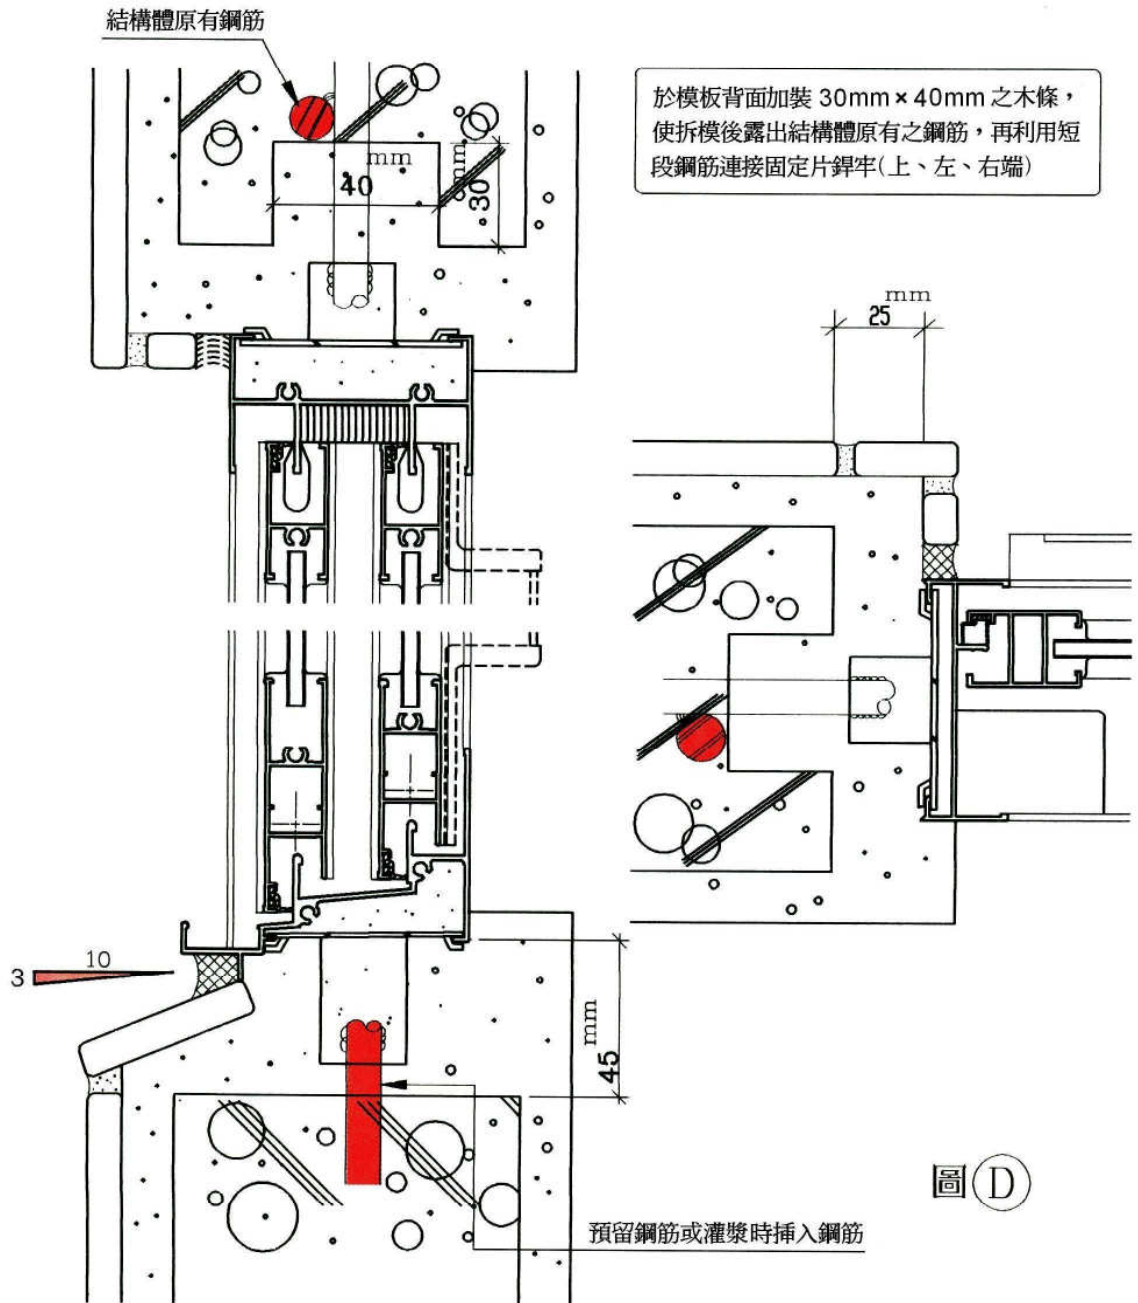 結構體原有鋼筋
於模板背面加裝 30mm × 40mm 之木條，
使拆模後露出結構體原有之鋼筋，再利用短
段鋼筋連接固定片銲牢(上、左、右端)
mm
40
mm
30
mm
25
3
10
mm
45
圖 D
預留鋼筋或灌漿時插入鋼筋